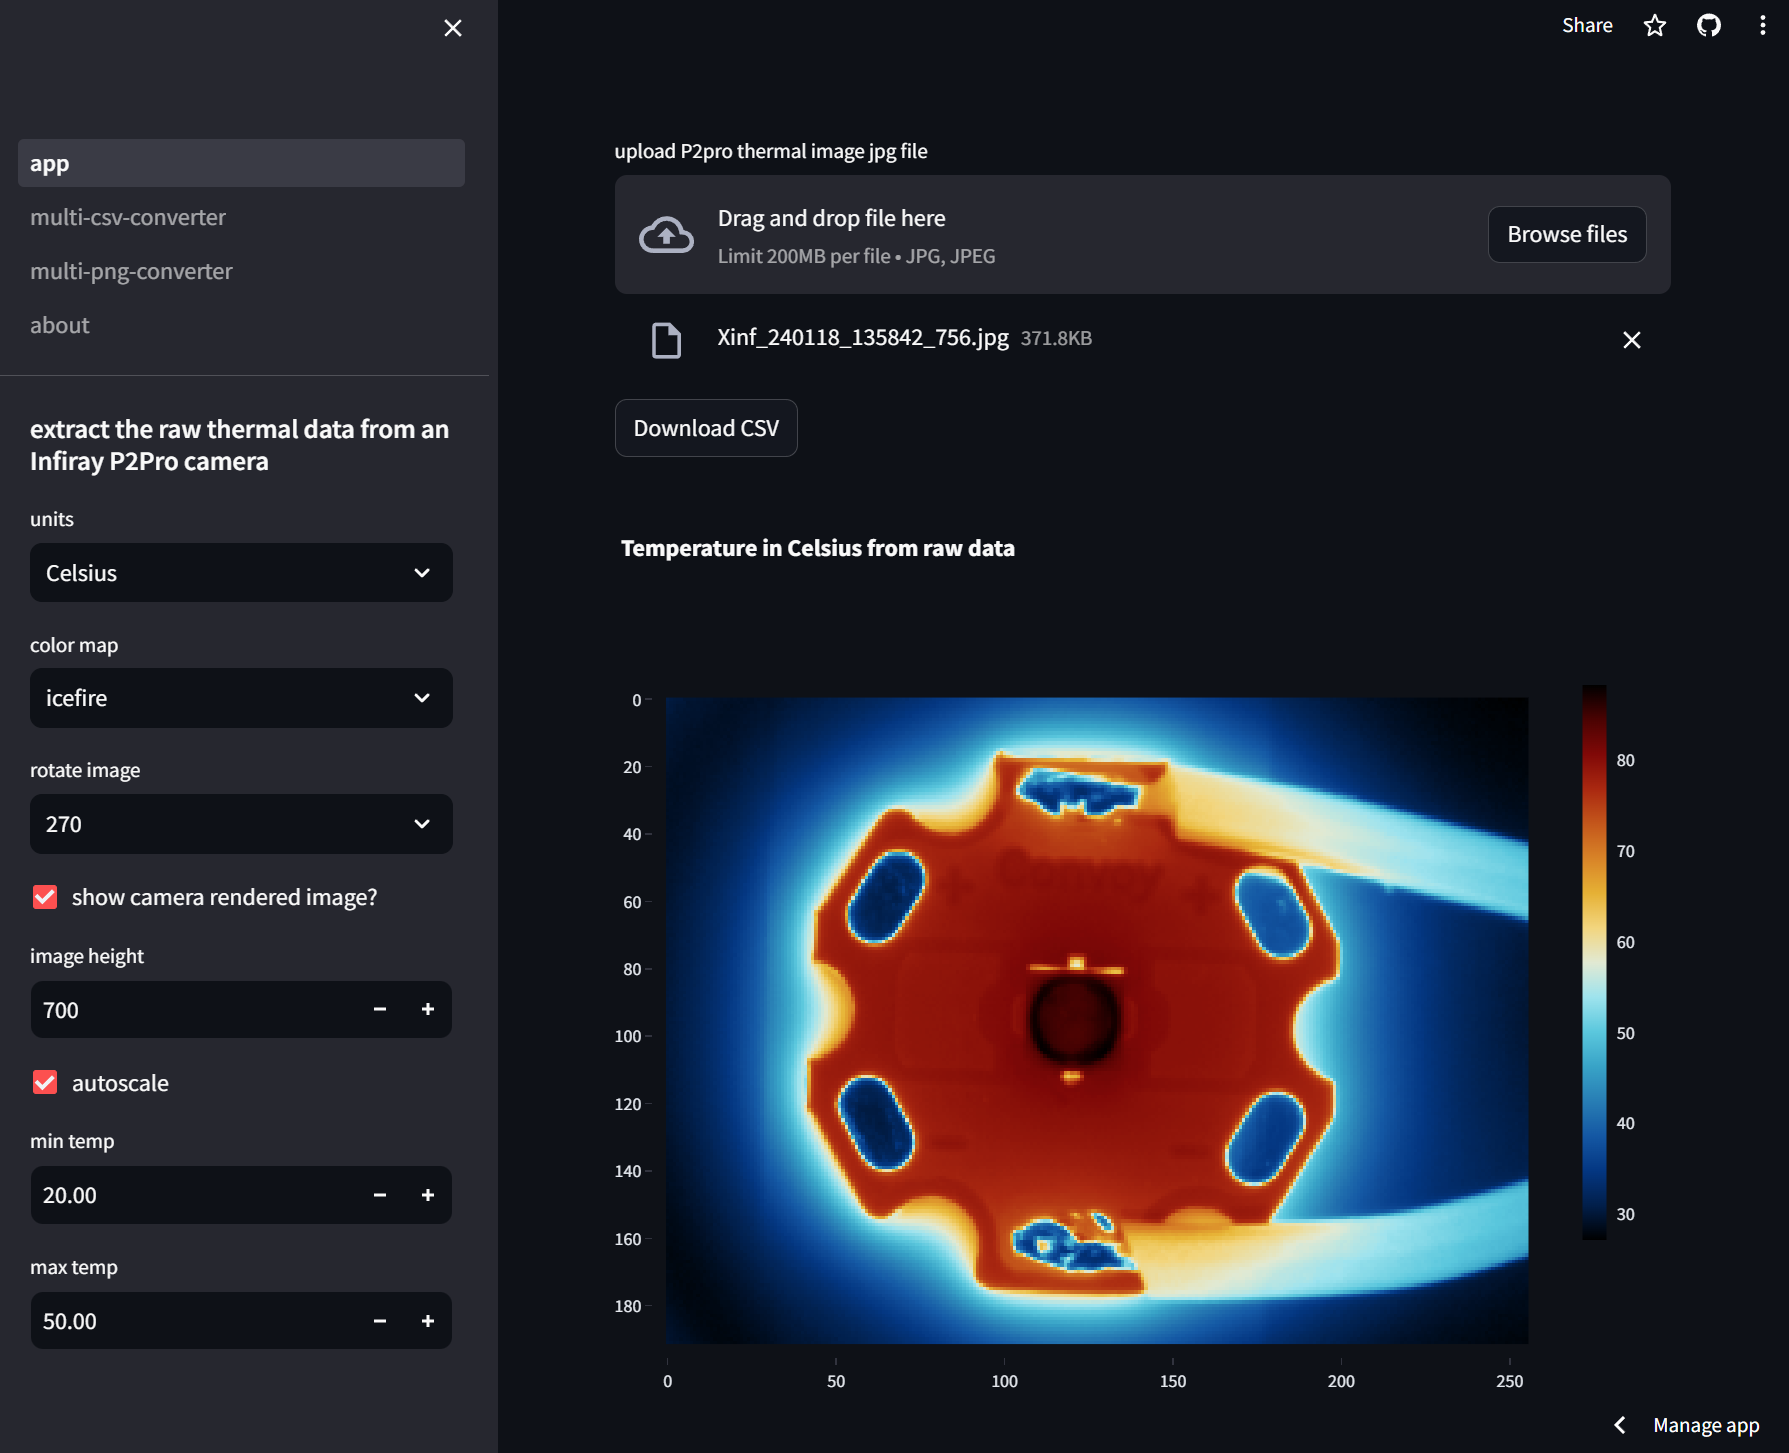 Share
app
multi-csv-converter
multi-png-converter
about
extract the raw thermal data from an
Infiray P2Pro camera
units
Celsius
color map
icefire
rotate image
270
show camera rendered image?
image height
700
autoscale
min temp
20.00
max temp
50.00
upload P2pro thermal image jpg file
Drag and drop file here
Limit 200MB per file • JPG, JPEG
Browse files
Xinf_240118_135842_756.jpg 371.8KB
Download CSV
Temperature in Celsius from raw data
0
20
40
60
80
100
120
140
160
180
0 50 100 150 200 250
Convoy
+ +
80
70
60
50
40
30
Manage app